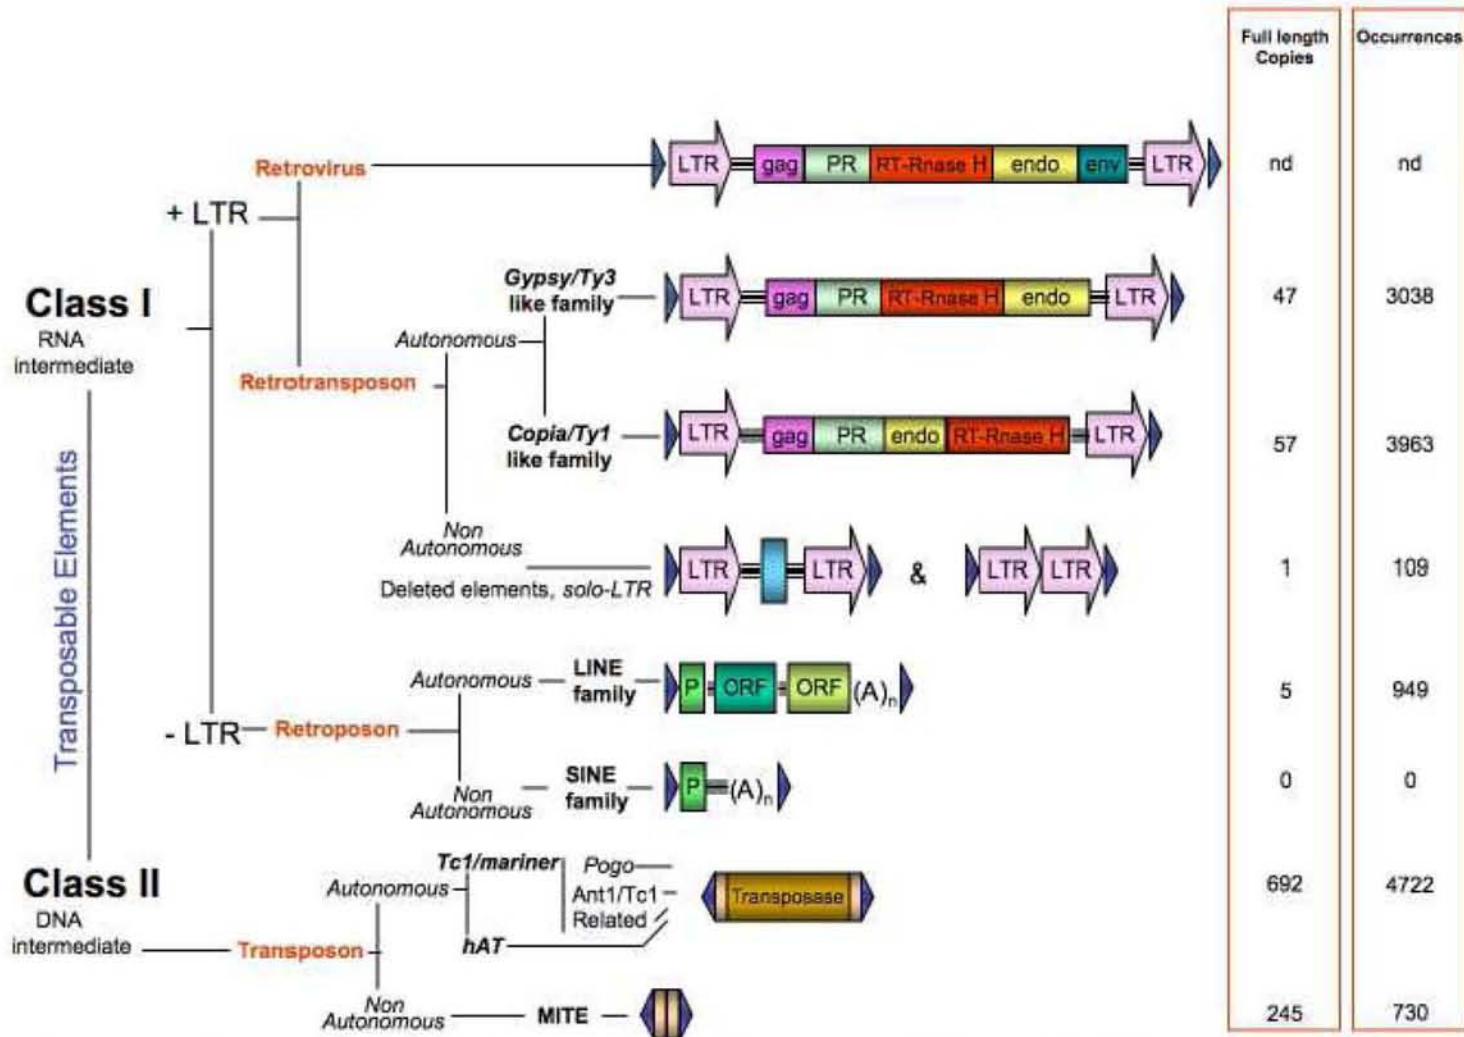 Full length Occurrences
Copies
Retrovirus LTR gag PR RT-Rnase H endo env LTR nd nd
+ LTR
Gypsy/Ty3
like family LTR gag PR RT-Rnase H endo LTR 47 3038
Class I
RNA
intermediate
Autonomous
Retrotransposon
Copia/Ty1
like family LTR gag PR endo RT-Rnase H LTR 57 3963
Transposable Elements
Non
Autonomous
Deleted elements, solo-LTR LTR LTR & LTR LTR 1 109
Autonomous LINE
family P ORF ORF (A)n 5 949
- LTR Retroposon
Non
Autonomous SINE
family P (A)n 0 0
Class II
DNA
intermediate
Transposon
Autonomous Tc1/mariner Pogo
Ant1/Tc1
Related
hAT
Transposase 692 4722
Non
Autonomous MITE 245 730